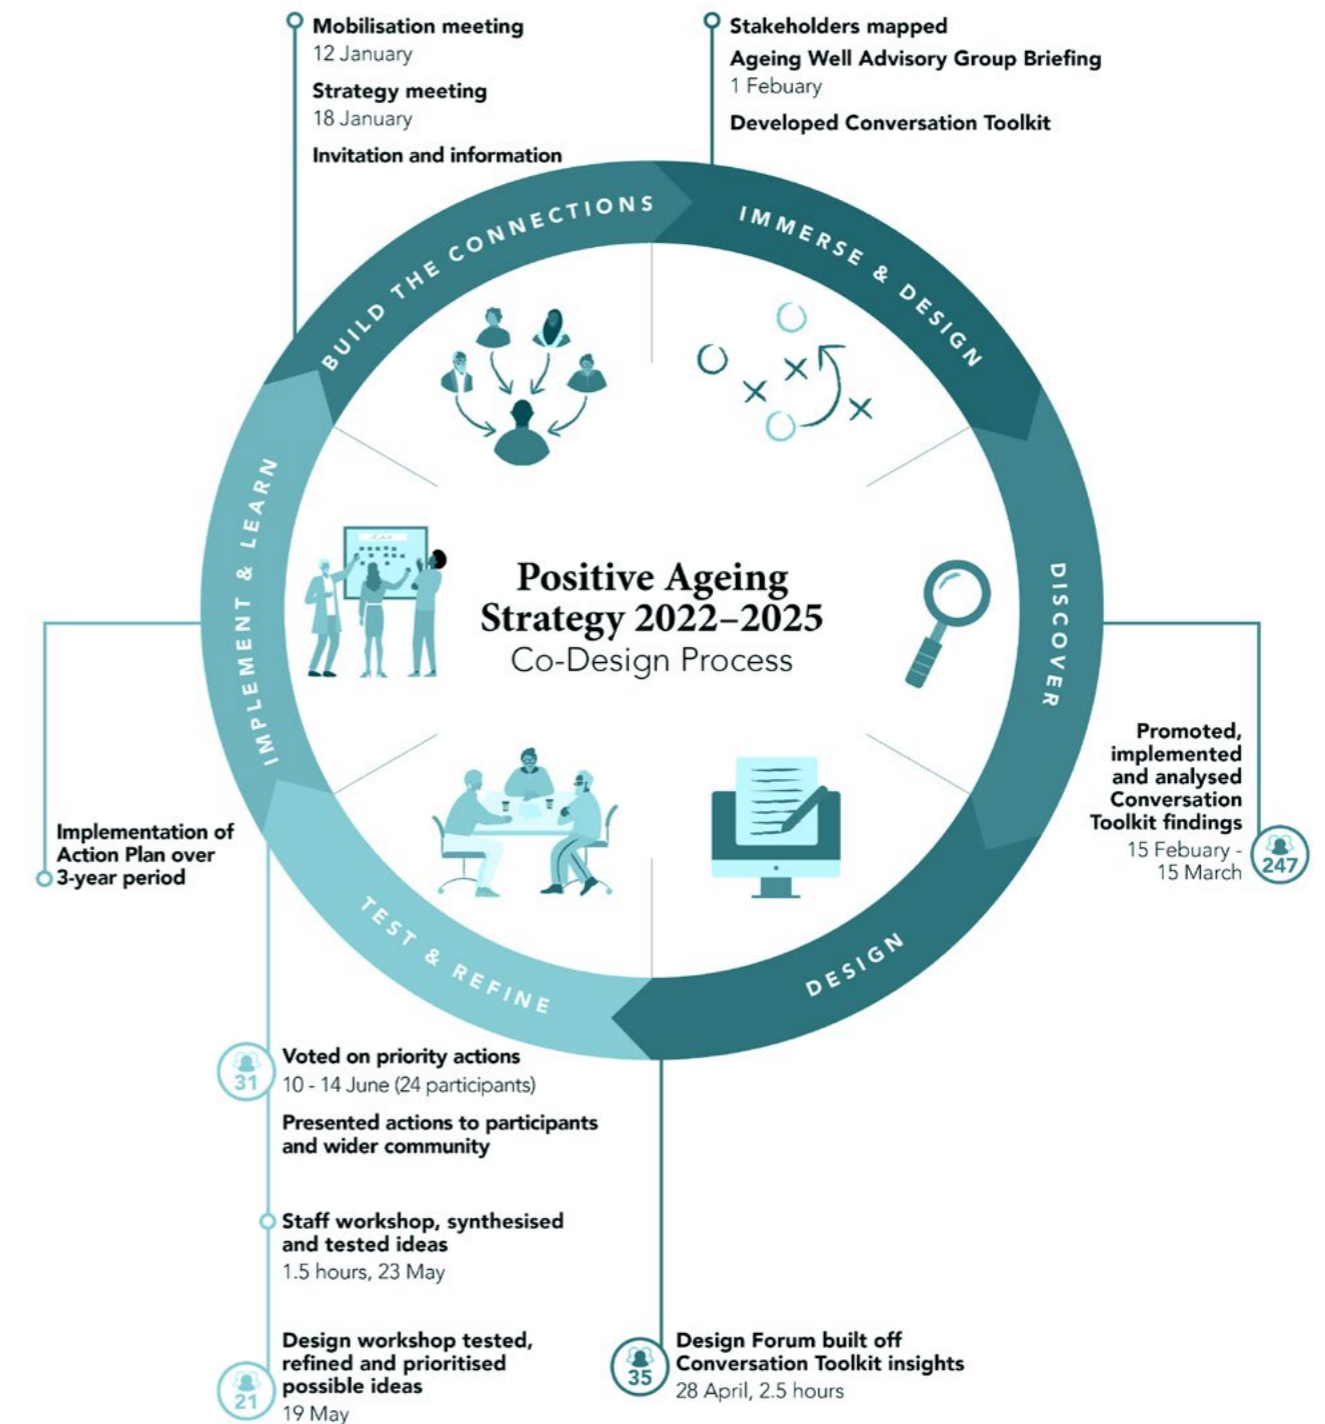 Mobilisation meeting
12 January
Strategy meeting
18 January
Invitation and information
Stakeholders mapped
Ageing Well Advisory Group Briefing
1 Febuary
Developed Conversation Toolkit
BUILD THE CONNECTIONS
IMMERSE & DESIGN
DISCOVER
DESIGN
TEST & REFINE
IMPLEMENT & LEARN
Positive Ageing
Strategy 2022–2025
Co-Design Process
Promoted,
implemented
and analysed
Conversation
Toolkit findings
15 Febuary -
15 March
247
Design Forum built off
Conversation Toolkit insights
28 April, 2.5 hours
35
Voted on priority actions
10 - 14 June (24 participants)
31
Presented actions to participants
and wider community
Staff workshop, synthesised
and tested ideas
1.5 hours, 23 May
Design workshop tested,
refined and prioritised
possible ideas
19 May
21
Implementation of
Action Plan over
3-year period